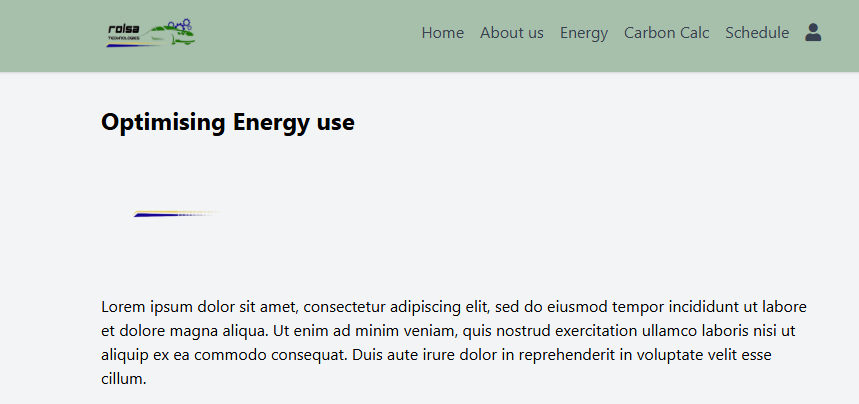 rolsa
TECHNOLOGIES
Home About us Energy Carbon Calc Schedule
Optimising Energy use
Lorem ipsum dolor sit amet, consectetur adipiscing elit, sed do eiusmod tempor incididunt ut labore
et dolore magna aliqua. Ut enim ad minim veniam, quis nostrud exercitation ullamco laboris nisi ut
aliquip ex ea commodo consequat. Duis aute irure dolor in reprehenderit in voluptate velit esse
cillum.